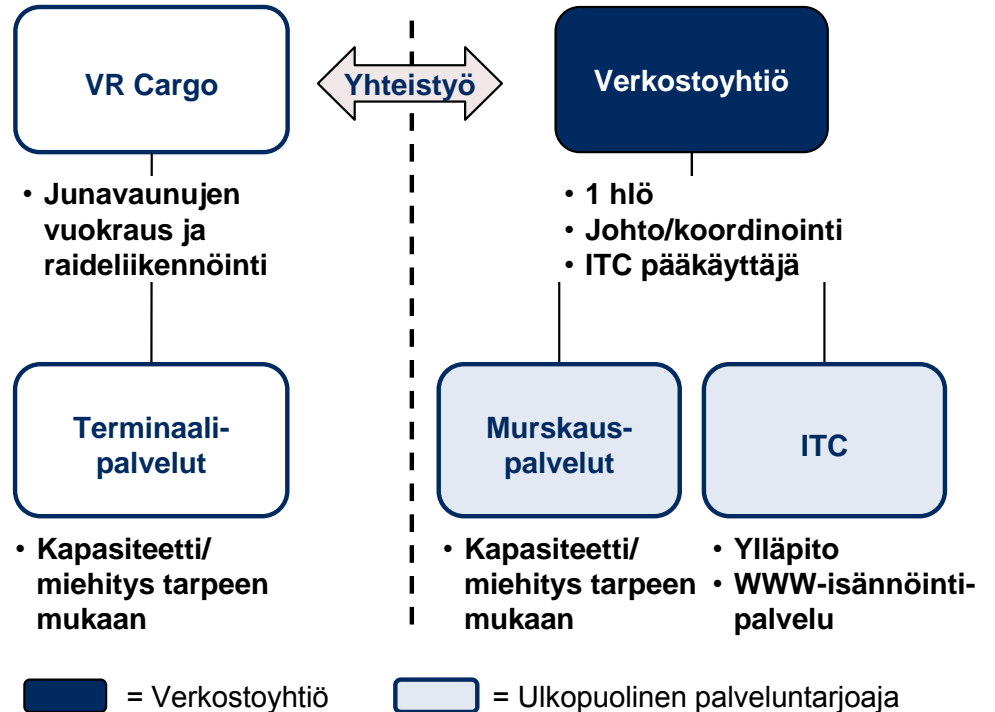 VR Cargo
Yhteistyö
Verkostoyhtiö
• Junavaunujen
vuokraus ja
raideliikennöinti
• 1 hlö
• Johto/koordinointi
• ITC pääkäyttäjä
Terminaali-
palvelut
Murskaus-
palvelut
ITC
• Kapasiteetti/
miehitys tarpeen
mukaan
• Kapasiteetti/
miehitys tarpeen
mukaan
• Ylläpito
• WWW-isännöinti-
palvelu
= Verkostoyhtiö
= Ulkopuolinen palveluntarjoaja